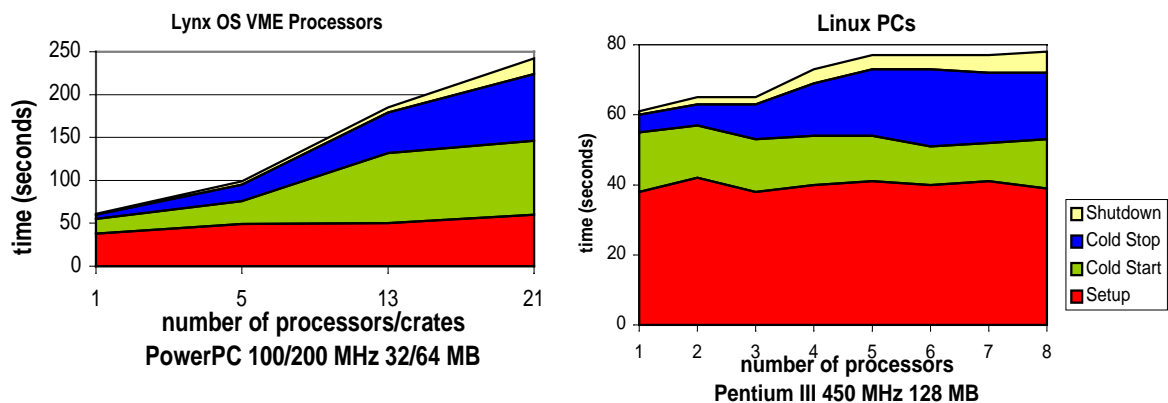 Lynx OS VME Processors
250
200
150
100
50
0
time (seconds)
1 5 13 21
number of processors/crates
PowerPC 100/200 MHz 32/64 MB
Linux PCs
80
60
40
20
0
time (seconds)
1 2 3 4 5 6 7 8
number of processors
Pentium III 450 MHz 128 MB
Shutdown
Cold Stop
Cold Start
Setup